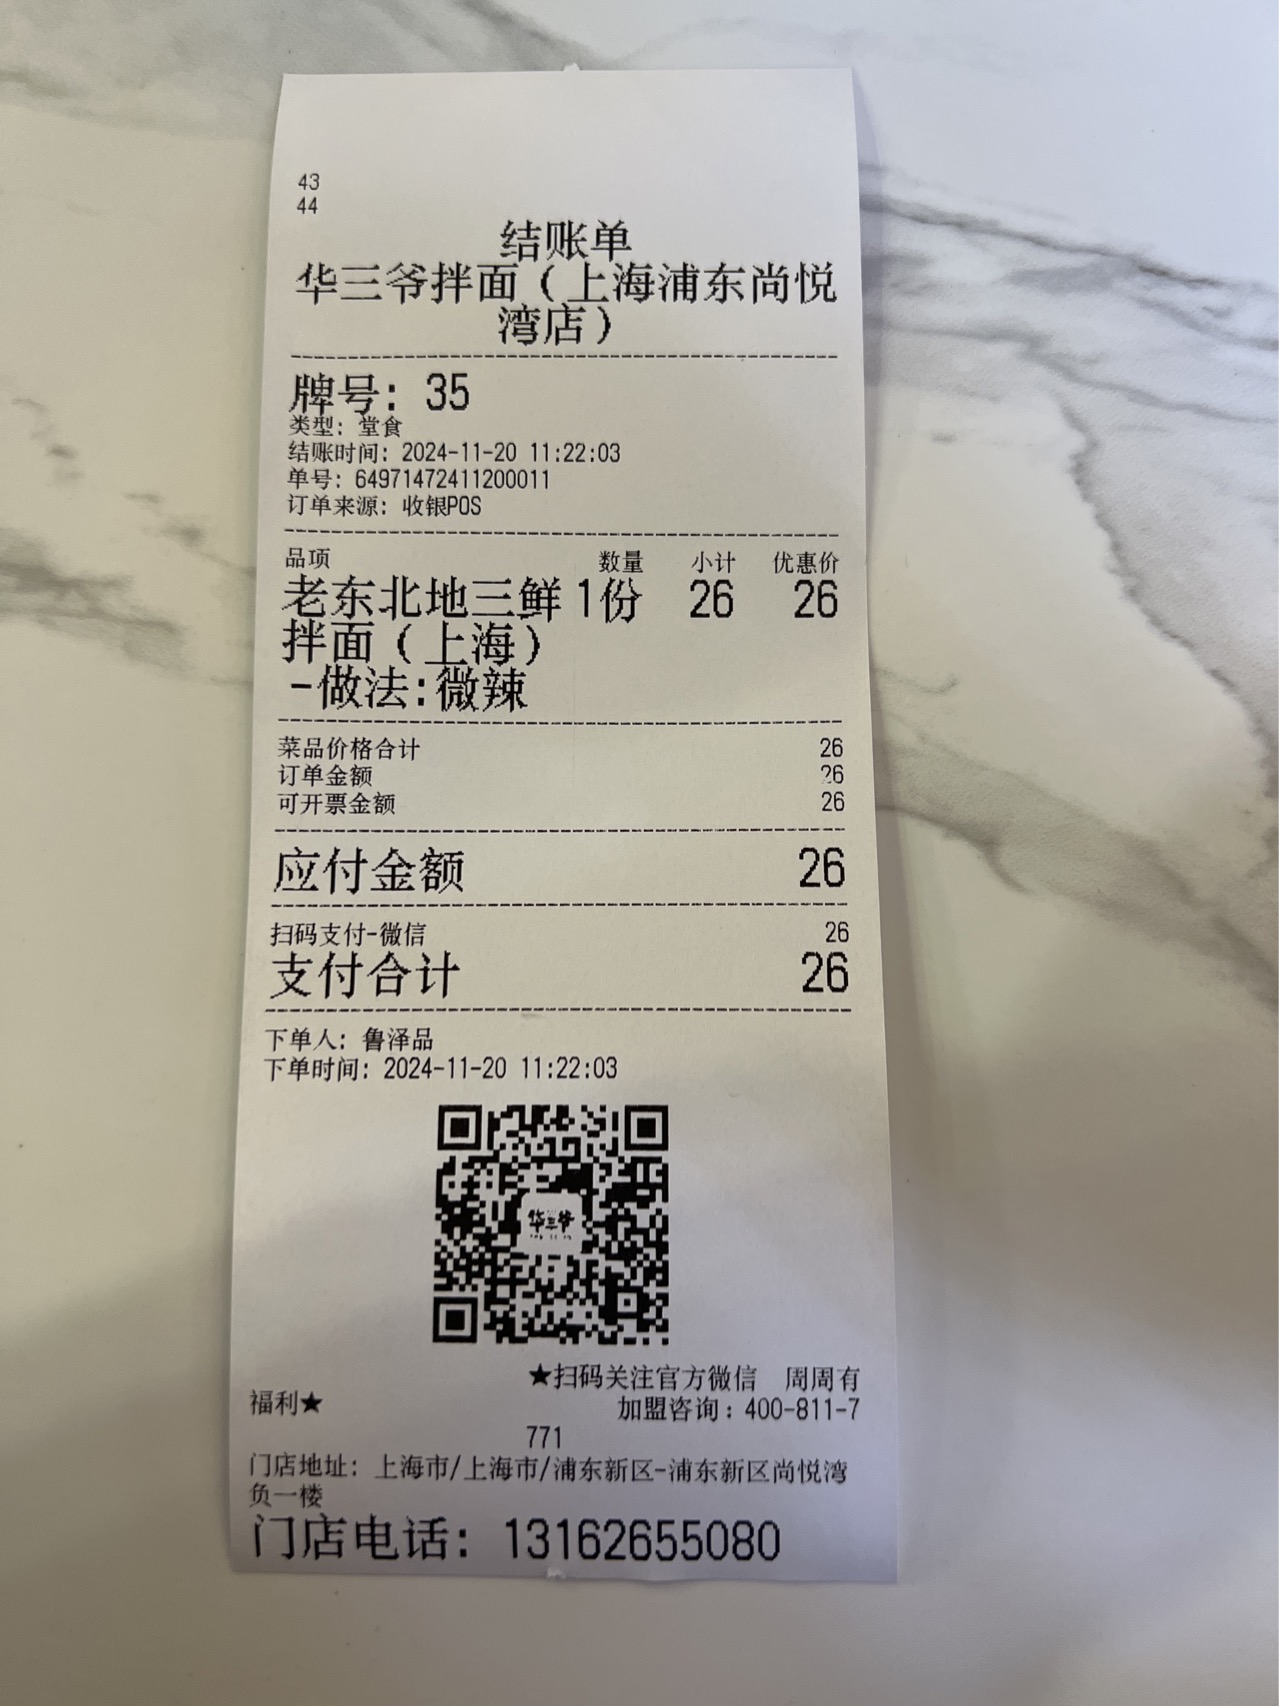 43
44
结账单
华三爷拌面（上海浦东尚悦
湾店）
牌号：35
类型：堂食
结账时间：2024-11-20 11:22:03
单号：64971472411200011
订单来源：收银POS
品项 数量 小计 优惠价
老东北地三鲜 1份 26 26
拌面（上海）
-做法:微辣
菜品价格合计 26
订单金额 26
可开票金额 26
应付金额 26
扫码支付-微信 26
支付合计 26
下单人：鲁泽品
下单时间：2024-11-20 11:22:03
华三爷
★扫码关注官方微信 周周有
福利★ 加盟咨询：400-811-7
771
门店地址：上海市/上海市/浦东新区-浦东新区尚悦湾
负一楼
门店电话：13162655080